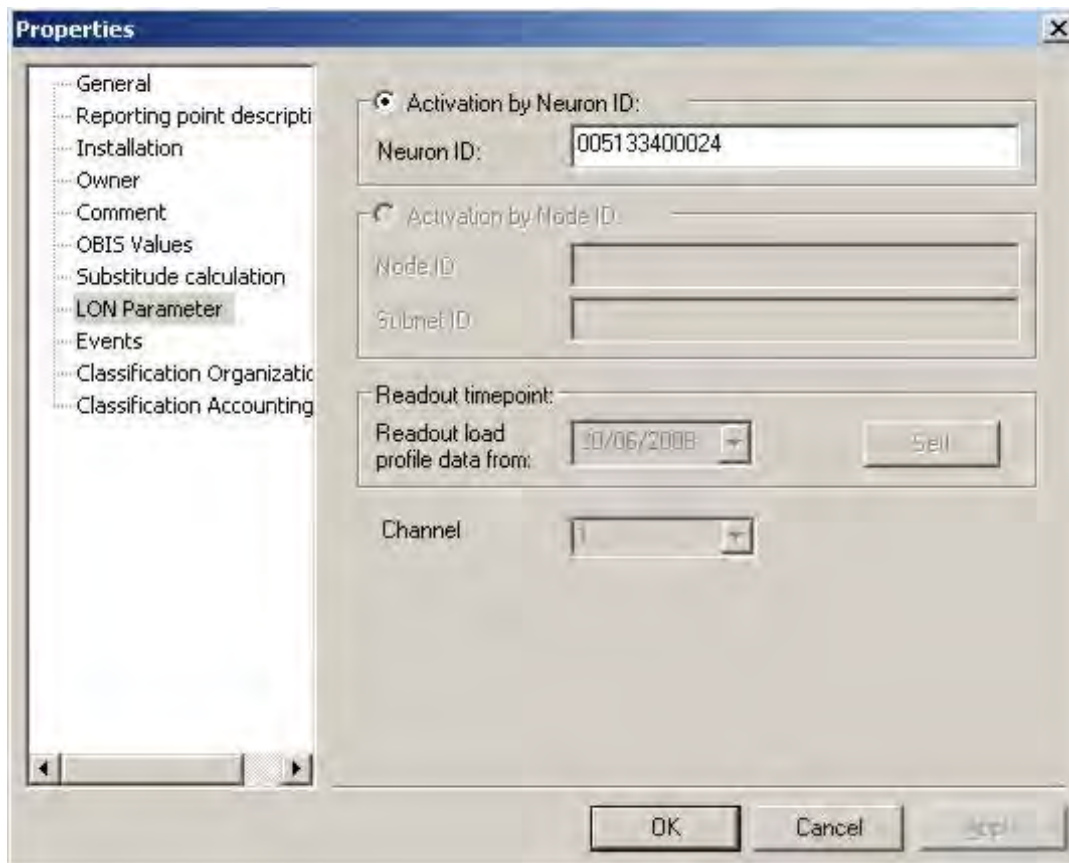 Properties
General
Reporting point descripti
Installation
Owner
Comment
OBIS Values
Substitude calculation
LON Parameter
Events
Classification Organizatic
Classification Accounting
Activation by Neuron ID:
Neuron ID: 005133400024
Activation by Node ID:
Node ID
Subnet ID
Readout timepoint:
Readout load
profile data from:
Channel
1
OK
Cancel